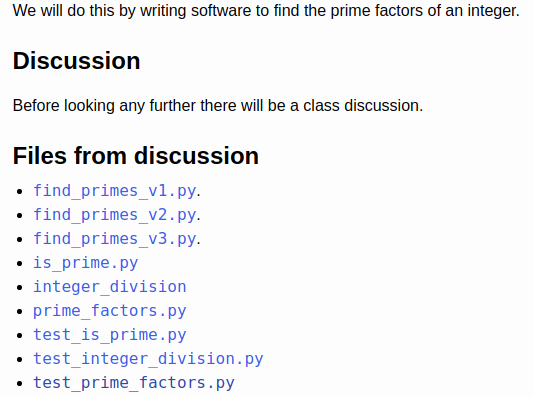 We will do this by writing software to find the prime factors of an integer.
Discussion
Before looking any further there will be a class discussion.
Files from discussion
find_primes_v1.py.
find_primes_v2.py.
find_primes_v3.py.
is_prime.py
integer_division
prime_factors.py
test_is_prime.py
test_integer_division.py
test_prime_factors.py